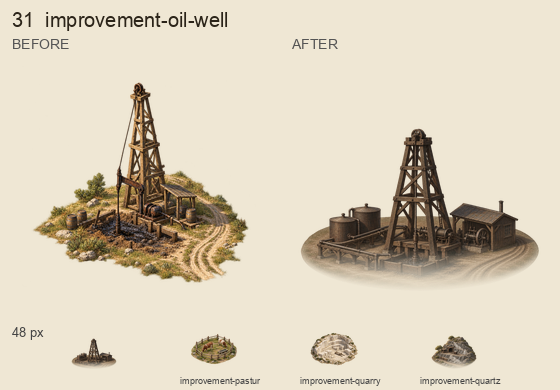 31 improvement-oil-well
BEFORE
AFTER
48 px
improvement-pastur
improvement-quarry
improvement-quartz